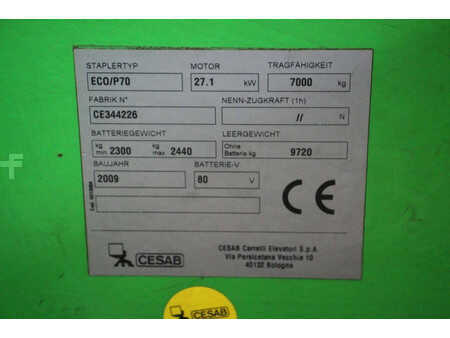 STAPLERTYP MOTOR TRAGFÄHIGKEIT
ECO/P70 27.1 kW 7000 kg
FABRIK N° NENN-ZUGKRAFT (1h)
CE344226 // N
BATTERIEGEWICHT LEERGEWICHT
kg min. 2300 kg max 2440 Ohne Batterie kg 9720
BAUJAHR BATTERIE-V.
2009 80 V
CE
CESAB
CESAB Carrelli Elevatori S.p.A.
Via Persicetana Vecchia 10
40132 Bologna
CESAB